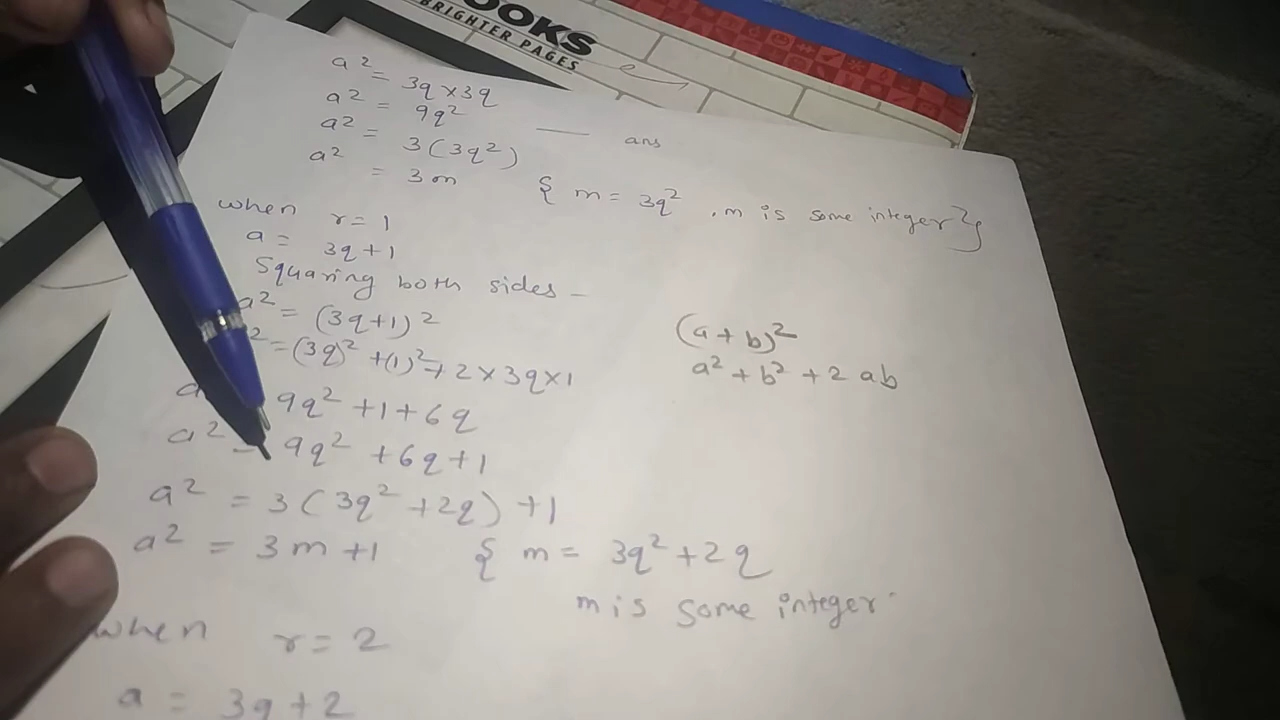 OOKS
BRIGHTER PAGES
a² = 3q×3q
a² = 9q² —— ans
a² = 3(3q²)
a² = 3m { m = 3q², m is some integer}
when r = 1
a = 3q+1
Squaring both sides –
a² = (3q+1)²
² = (3q)² + (1)² + 2×3q×1
(a+b)²
a² + b² + 2ab
a 9q² + 1 + 6q
a² = 9q² + 6q + 1
a² = 3(3q² + 2q) + 1
a² = 3m + 1 { m = 3q² + 2q
m is some integer
when r = 2
a = 3q + 2